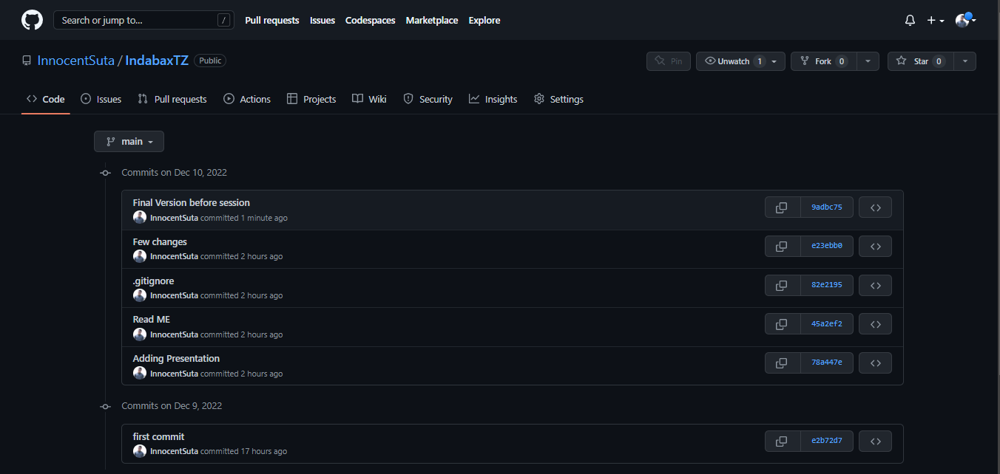 Search or jump to... / Pull requests Issues Codespaces Marketplace Explore
InnocentSuta / IndabaxTZ Public Pin Unwatch 1 Fork 0 Star 0
Code Issues Pull requests Actions Projects Wiki Security Insights Settings
main
Commits on Dec 10, 2022
Final Version before session
InnocentSuta committed 1 minute ago
9adbc75
Few changes
InnocentSuta committed 2 hours ago
e23ebb0
.gitignore
InnocentSuta committed 2 hours ago
82e2195
Read ME
InnocentSuta committed 2 hours ago
45a2ef2
Adding Presentation
InnocentSuta committed 2 hours ago
78a447e
Commits on Dec 9, 2022
first commit
InnocentSuta committed 17 hours ago
e2b72d7